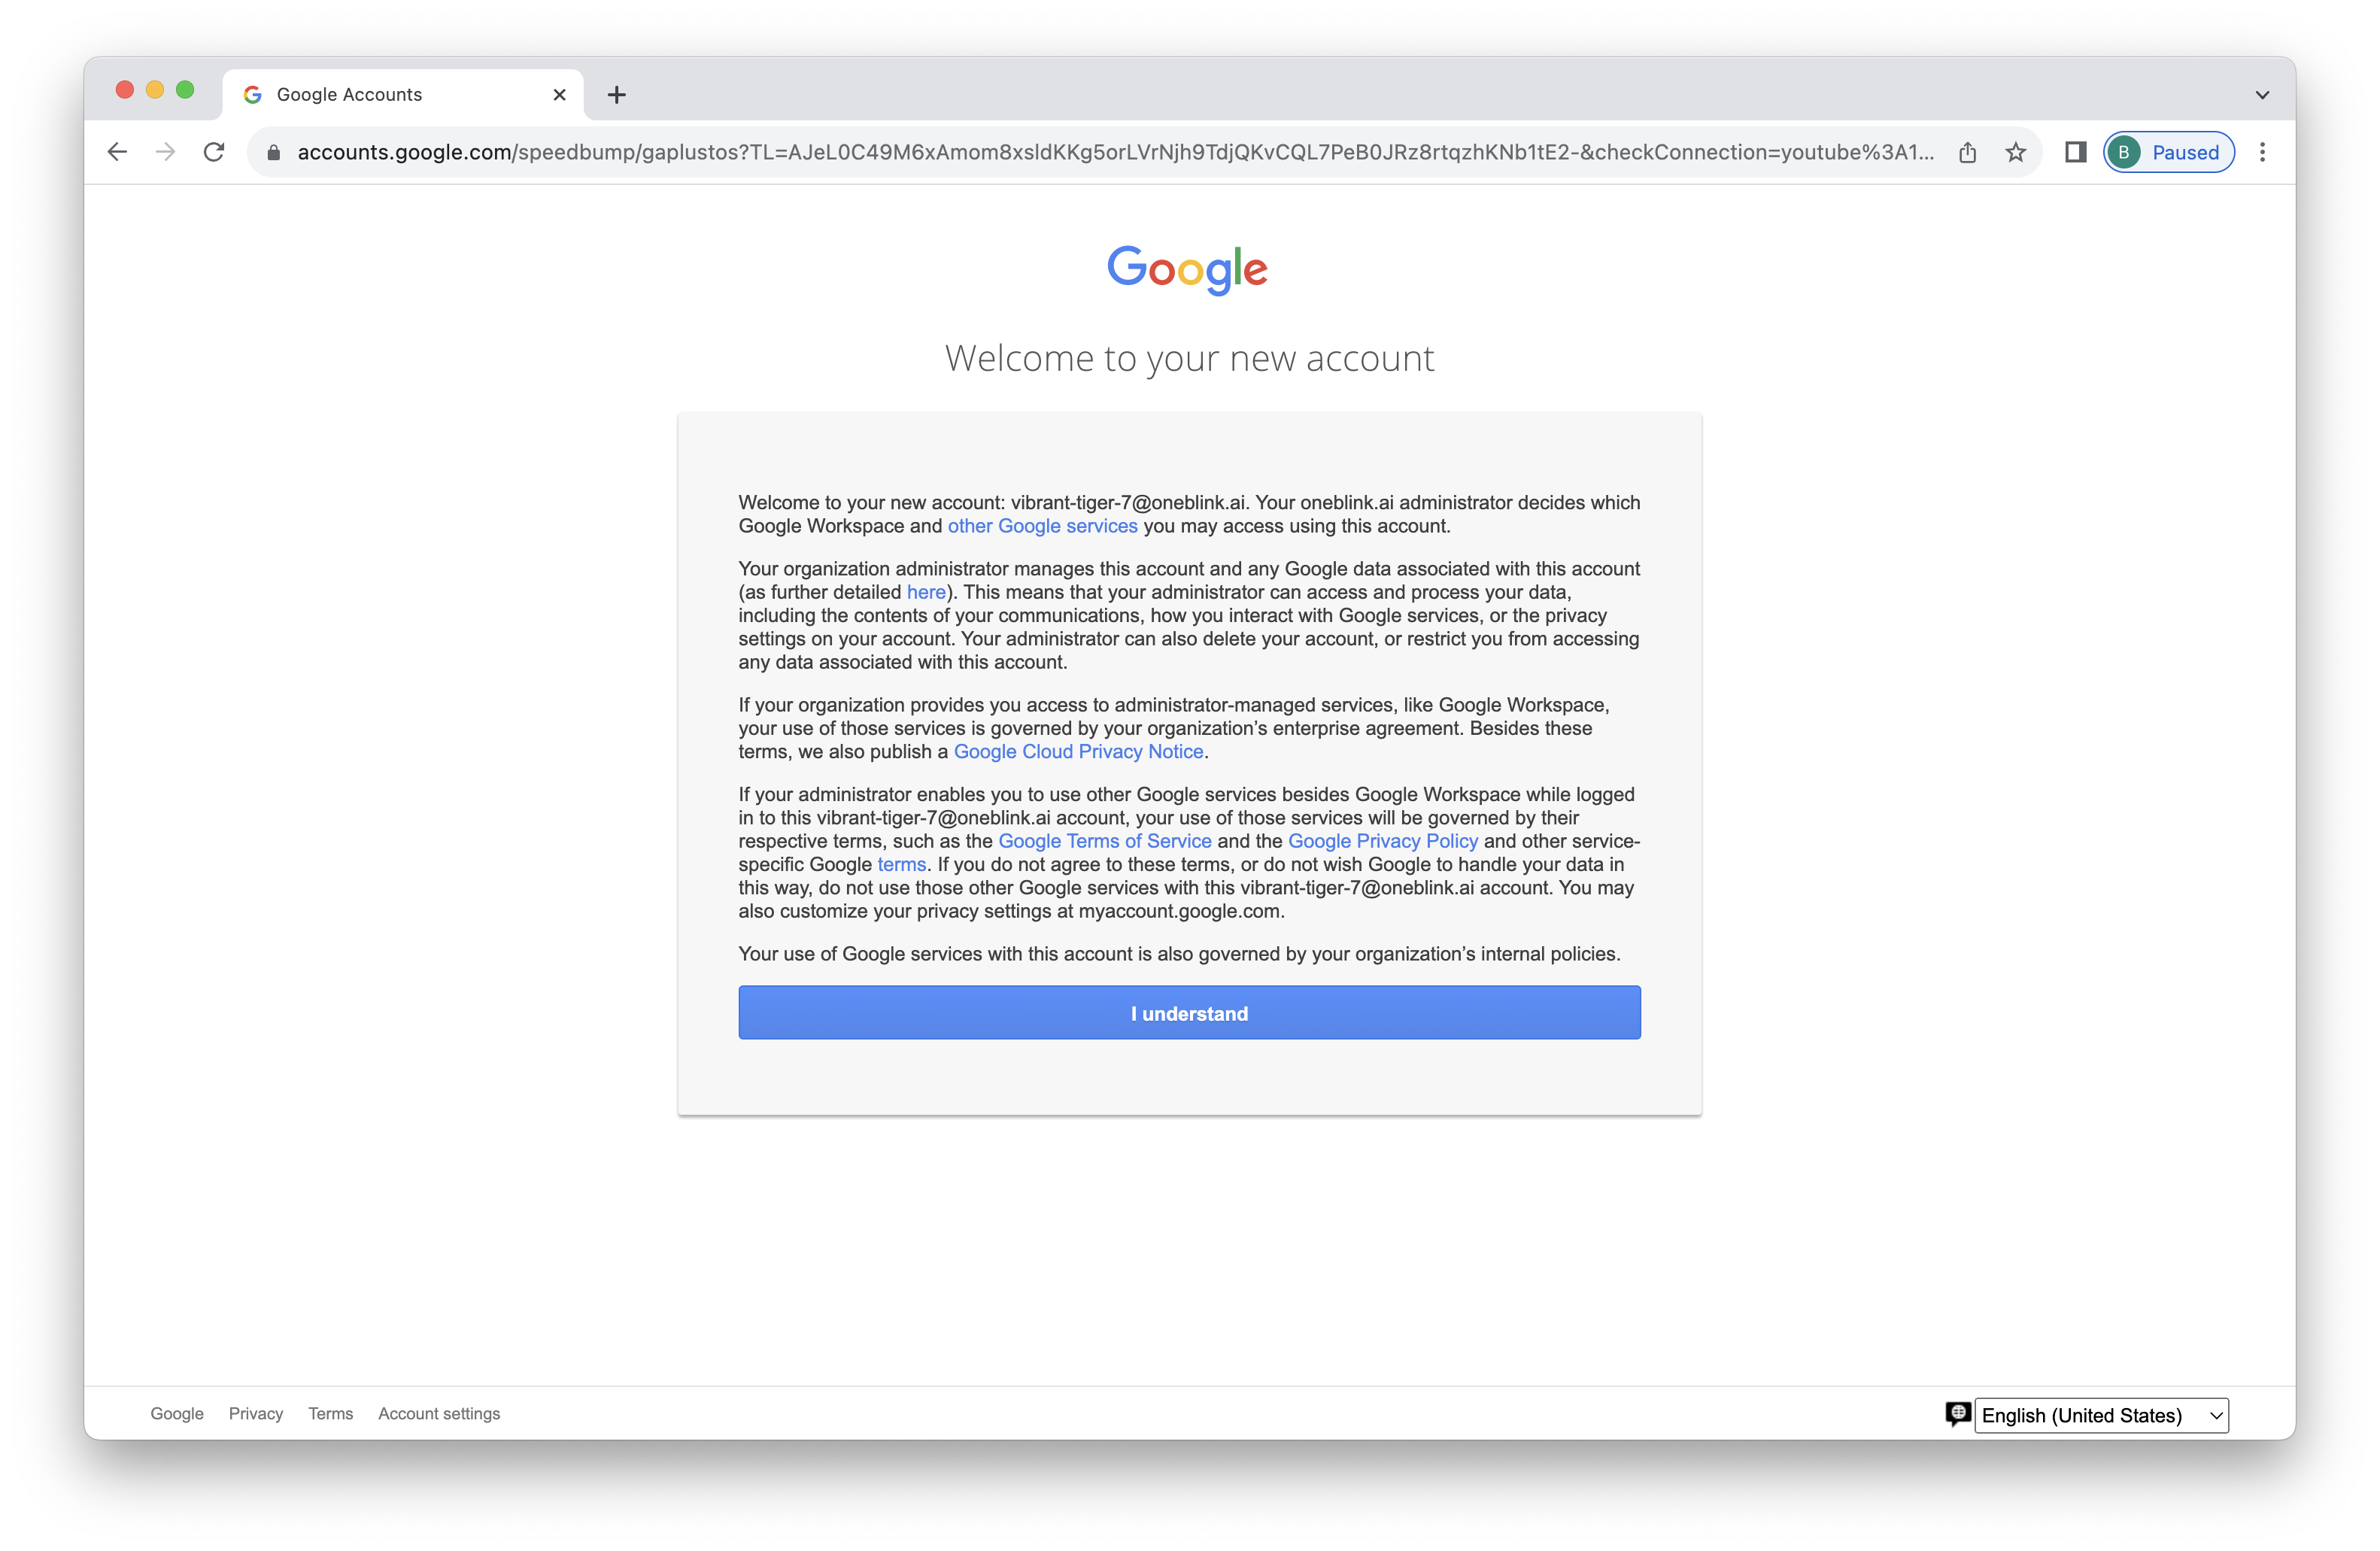 Google Accounts
accounts.google.com/speedbump/gaplustos?TL=AJeL0C49M6xAmom8xsldKKg5orLVrNjh9TdjQKvCQL7PeB0JRz8rtqzhKNb1tE2-&checkConnection=youtube%3A1...
B Paused
Google
Welcome to your new account
Welcome to your new account: vibrant-tiger-7@oneblink.ai. Your oneblink.ai administrator decides which
Google Workspace and other Google services you may access using this account.
Your organization administrator manages this account and any Google data associated with this account
(as further detailed here). This means that your administrator can access and process your data,
including the contents of your communications, how you interact with Google services, or the privacy
settings on your account. Your administrator can also delete your account, or restrict you from accessing
any data associated with this account.
If your organization provides you access to administrator-managed services, like Google Workspace,
your use of those services is governed by your organization’s enterprise agreement. Besides these
terms, we also publish a Google Cloud Privacy Notice.
If your administrator enables you to use other Google services besides Google Workspace while logged
in to this vibrant-tiger-7@oneblink.ai account, your use of those services will be governed by their
respective terms, such as the Google Terms of Service and the Google Privacy Policy and other service-
specific Google terms. If you do not agree to these terms, or do not wish Google to handle your data in
this way, do not use those other Google services with this vibrant-tiger-7@oneblink.ai account. You may
also customize your privacy settings at myaccount.google.com.
Your use of Google services with this account is also governed by your organization’s internal policies.
I understand
Google Privacy Terms Account settings
English (United States)